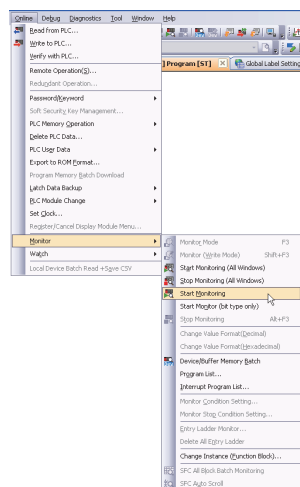 Online Debug Diagnostics Tool Window Help
Read from PLC...
Write to PLC...
Verify with PLC...
] Program [ST] Global Label Setting
Remote Operation(S)...
Redundant Operation...
Password/Keyword
Soft Security Key Management...
PLC Memory Operation
Delete PLC Data...
PLC User Data
Export to ROM Format...
Program Memory Batch Download
Latch Data Backup
PLC Module Change
Set Clock...
Register/Cancel Display Module Menu...
Monitor
Watch
Local Device Batch Read +Save CSV
Monitor Mode F3
Monitor (Write Mode) Shift+F3
Start Monitoring (All Windows)
Stop Monitoring (All Windows)
Start Monitoring
Start Monitor (bit type only)
Stop Monitoring Alt+F3
Change Value Format(Decimal)
Change Value Format(Hexadecimal)
Device/Buffer Memory Batch
Program List...
Interrupt Program List...
Monitor Condition Setting...
Monitor Stop Condition Setting...
Entry Ladder Monitor...
Delete All Entry Ladder
Change Instance (Function Block)...
SFC All Block Batch Monitoring
SFC Auto Scroll